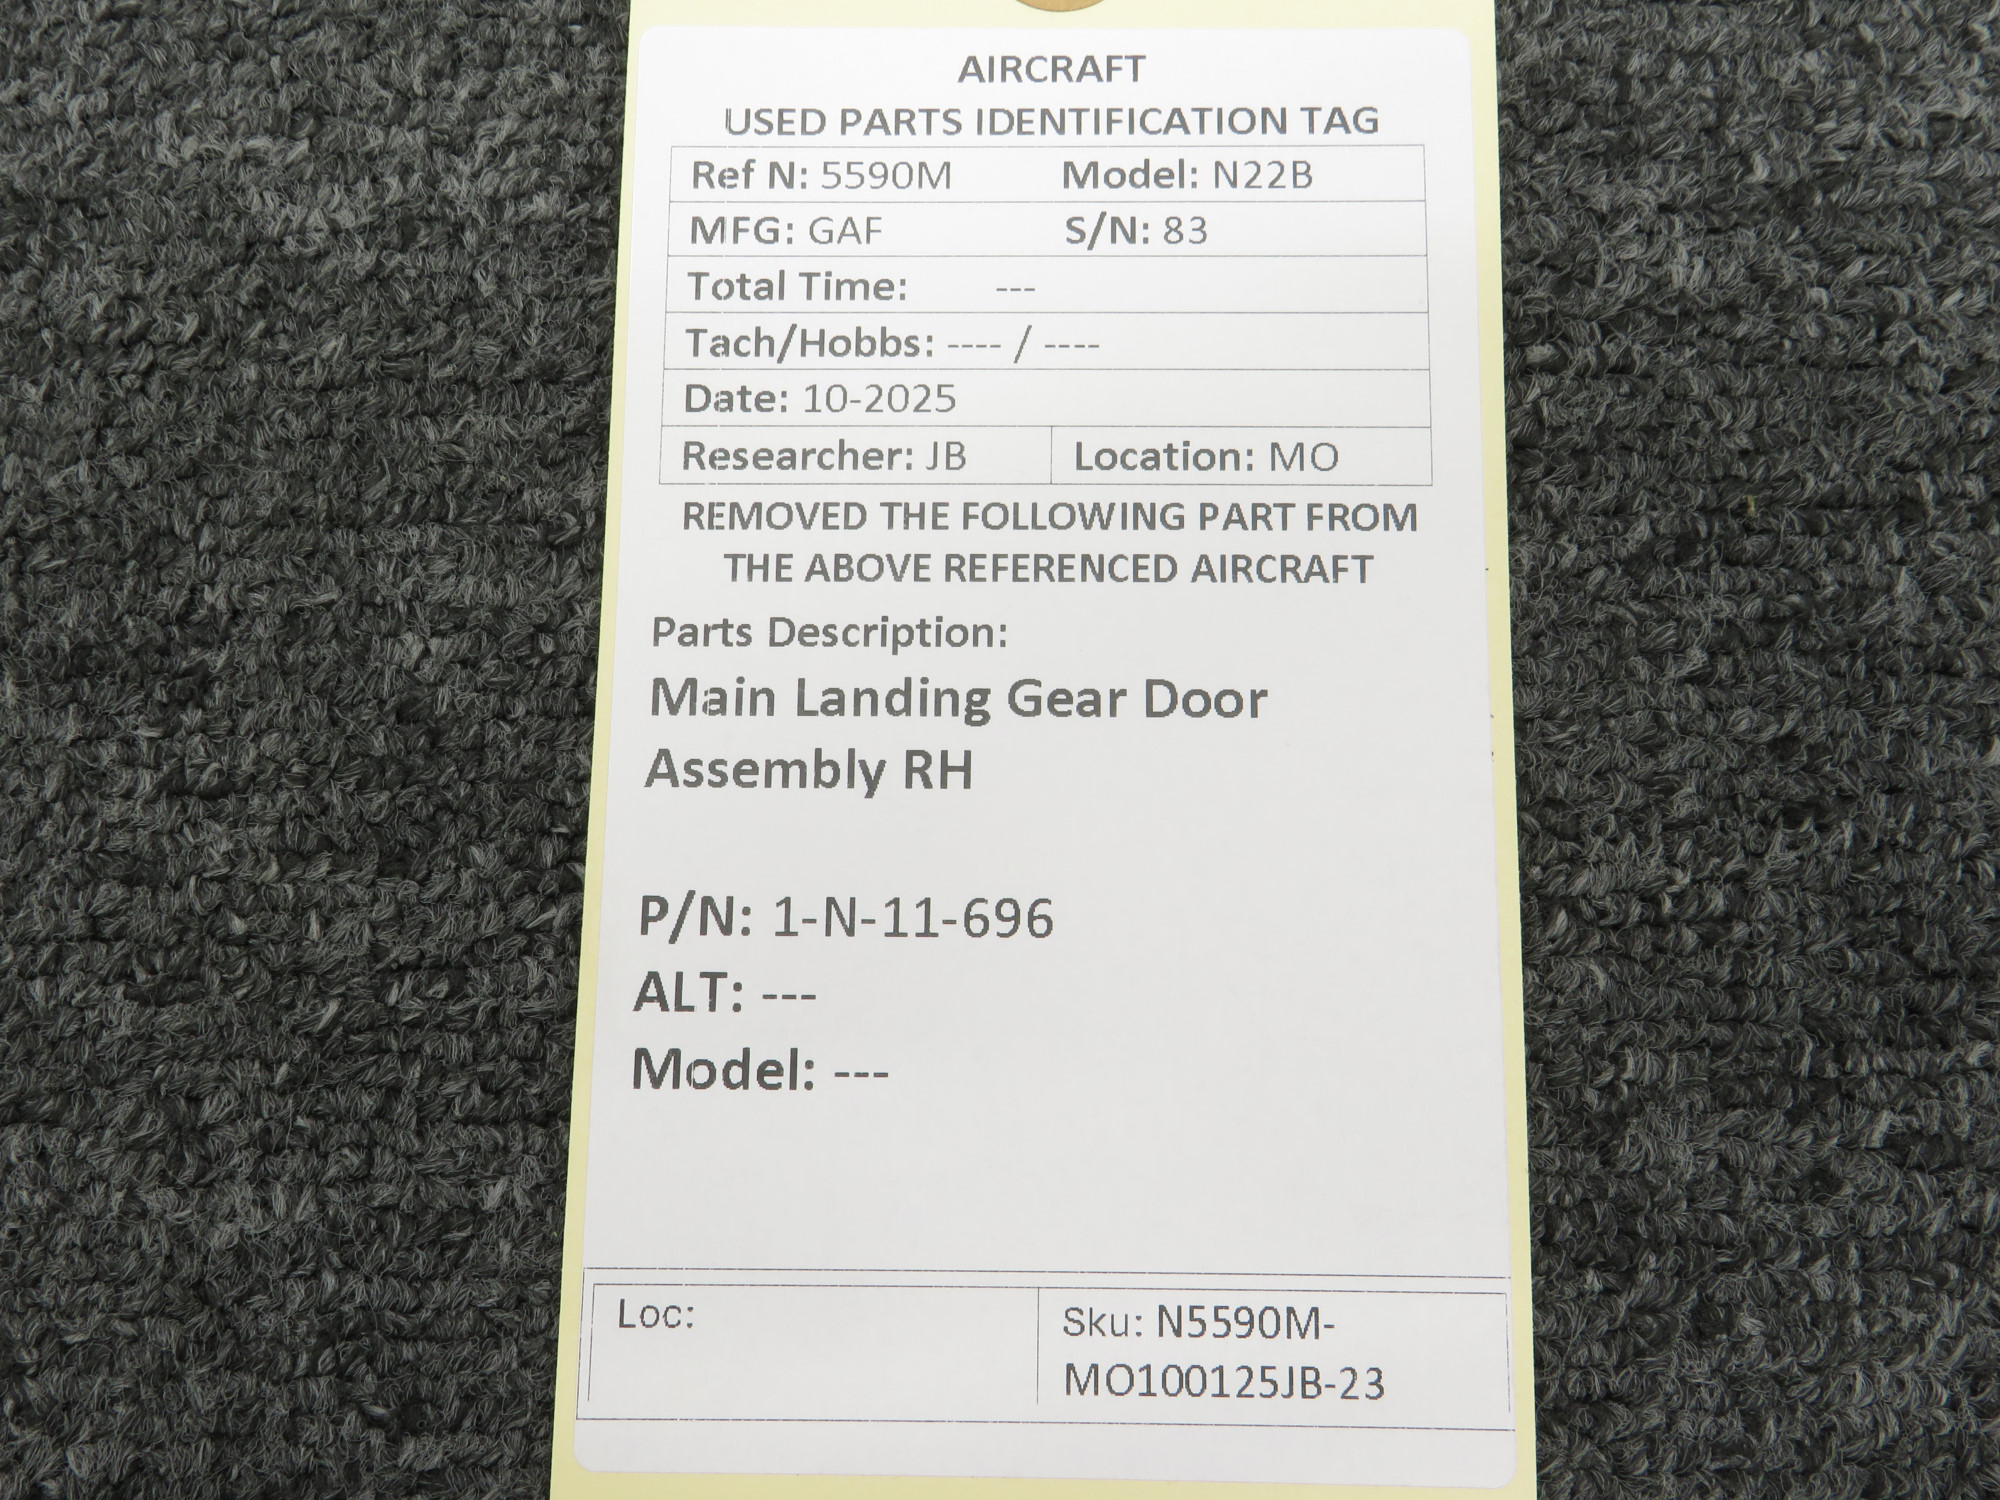 AIRCRAFT
USED PARTS IDENTIFICATION TAG
Ref N: 5590M Model: N22B
MFG: GAF S/N: 83
Total Time: ---
Tach/Hobbs: ---- / ----
Date: 10-2025
Researcher: JB Location: MO
REMOVED THE FOLLOWING PART FROM
THE ABOVE REFERENCED AIRCRAFT
Parts Description:
Main Landing Gear Door
Assembly RH
P/N: 1-N-11-696
ALT: ---
Model: ---
Loc:
Sku: N5590M-
MO100125JB-23